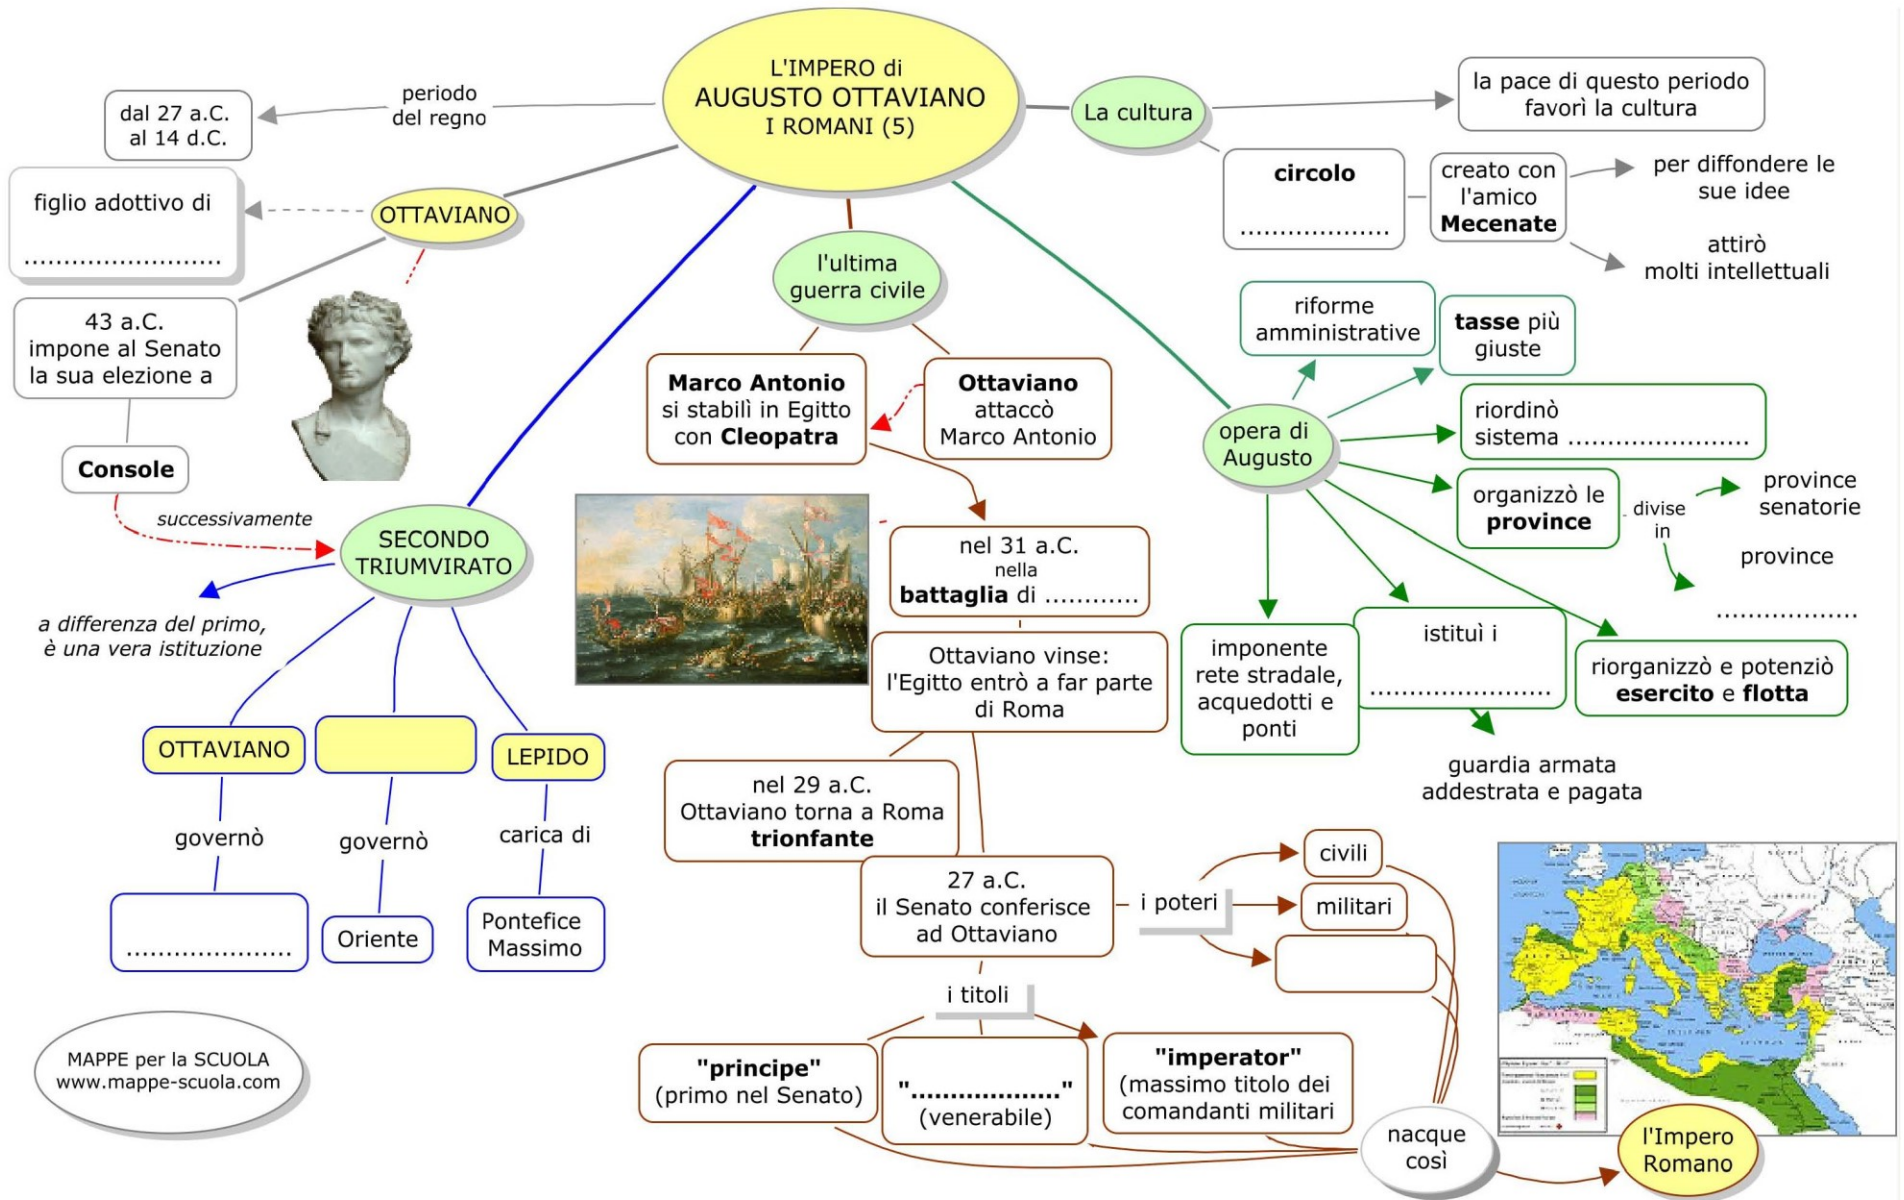 L'IMPERO di
AUGUSTO OTTAVIANO
I ROMANI (5)
periodo
del regno
dal 27 a.C.
al 14 d.C.
OTTAVIANO
figlio adottivo di
.........................
43 a.C.
impone al Senato
la sua elezione a
Console
successivamente
SECONDO
TRIUMVIRATO
a differenza del primo,
è una vera istituzione
OTTAVIANO
governò
.....................
governò
Oriente
LEPIDO
carica di
Pontefice
Massimo
l'ultima
guerra civile
Marco Antonio
si stabilì in Egitto
con Cleopatra
Ottaviano
attaccò
Marco Antonio
nel 31 a.C.
nella
battaglia di ............
Ottaviano vinse:
l'Egitto entrò a far parte
di Roma
nel 29 a.C.
Ottaviano torna a Roma
trionfante
27 a.C.
il Senato conferisce
ad Ottaviano
i poteri
civili
militari
i titoli
"principe"
(primo nel Senato)
"..................."
(venerabile)
"imperator"
(massimo titolo dei
comandanti militari
nacque
così
l'Impero
Romano
La cultura
la pace di questo periodo
favorì la cultura
circolo
...................
creato con
l'amico
Mecenate
per diffondere le
sue idee
attirò
molti intellettuali
opera di
Augusto
riforme
amministrative
tasse più
giuste
riordinò
sistema .......................
organizzò le
province
divise
in
province
senatorie
province
..................
imponente
rete stradale,
acquedotti e
ponti
istituì i
.......................
guardia armata
addestrata e pagata
riorganizzò e potenziò
esercito e flotta
MAPPE per la SCUOLA
www.mappe-scuola.com